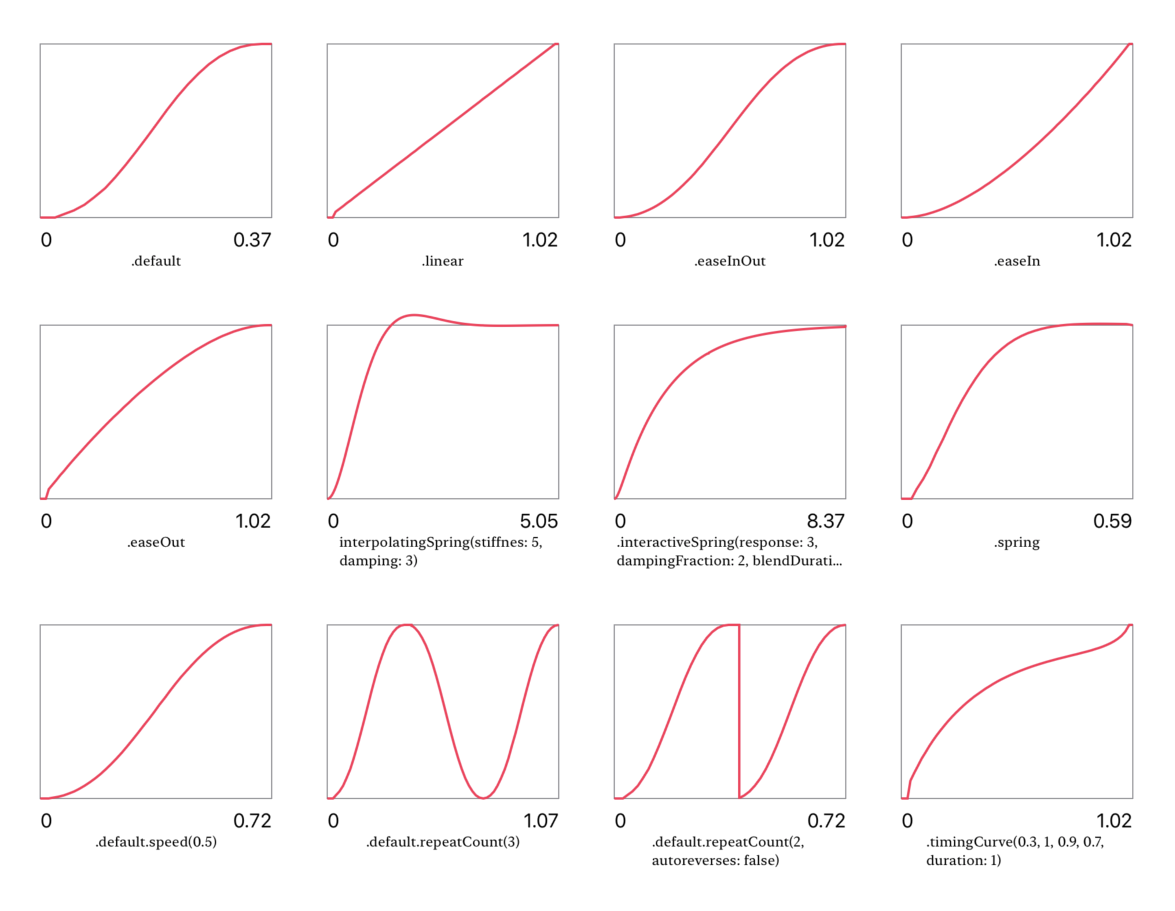 0 0.37
.default
0 1.02
.linear
0 1.02
.easeInOut
0 1.02
.easeIn
0 1.02
.easeOut
0 5.05
interpolatingSpring(stiffnes: 5,
damping: 3)
0 8.37
.interactiveSpring(response: 3,
dampingFraction: 2, blendDurati...
0 0.59
.spring
0 0.72
.default.speed(0.5)
0 1.07
.default.repeatCount(3)
0 0.72
.default.repeatCount(2,
autoreverses: false)
0 1.02
.timingCurve(0.3, 1, 0.9, 0.7,
duration: 1)